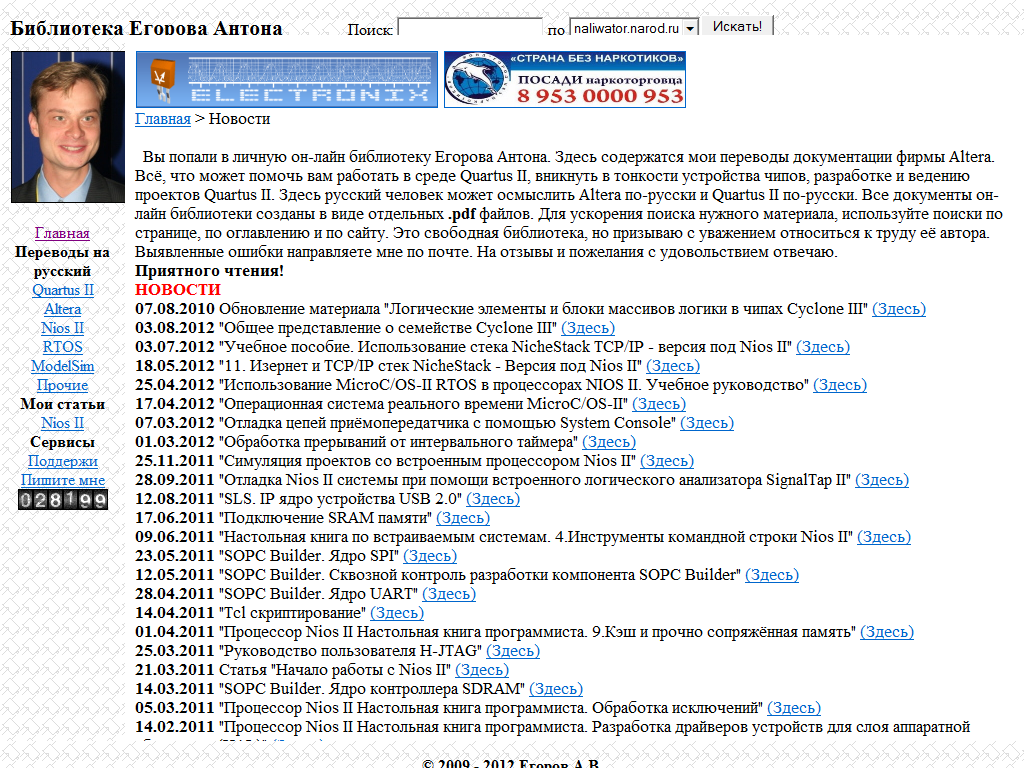 Библиотека Егорова Антона
Поиск: по naliwator.narod.ru Искать!
ELECTRONIX
«СТРАНА БЕЗ НАРКОТИКОВ»
ПОСАДИ наркоторговца
8 953 0000 953
Главная > Новости
Главная
Переводы на
русский
Quartus II
Altera
Nios II
RTOS
ModelSim
Прочие
Мои статьи
Nios II
Сервисы
Поддержи
Пишите мне
028199
Вы попали в личную он-лайн библиотеку Егорова Антона. Здесь содержатся мои переводы документации фирмы Altera.
Всё, что может помочь вам работать в среде Quartus II, вникнуть в тонкости устройства чипов, разработке и ведению
проектов Quartus II. Здесь русский человек может осмыслить Altera по-русски и Quartus II по-русски. Все документы он-
лайн библиотеки созданы в виде отдельных .pdf файлов. Для ускорения поиска нужного материала, используйте поиски по
странице, по оглавлению и по сайту. Это свободная библиотека, но призываю с уважением относиться к труду её автора.
Выявленные ошибки направляете мне по почте. На отзывы и пожелания с удовольствием отвечаю.
Приятного чтения!
НОВОСТИ
07.08.2010 Обновление материала "Логические элементы и блоки массивов логики в чипах Cyclone III" (Здесь)
03.08.2012 "Общее представление о семействе Cyclone III" (Здесь)
03.07.2012 "Учебное пособие. Использование стека NicheStack TCP/IP - версия под Nios II" (Здесь)
18.05.2012 "11. Изернет и TCP/IP стек NicheStack - Версия под Nios II" (Здесь)
25.04.2012 "Использование MicroC/OS-II RTOS в процессорах NIOS II. Учебное руководство" (Здесь)
17.04.2012 "Операционная система реального времени MicroC/OS-II" (Здесь)
07.03.2012 "Отладка цепей приёмопередатчика с помощью System Console" (Здесь)
01.03.2012 "Обработка прерываний от интервального таймера" (Здесь)
25.11.2011 "Симуляция проектов со встроенным процессором Nios II" (Здесь)
28.09.2011 "Отладка Nios II системы при помощи встроенного логического анализатора SignalTap II" (Здесь)
12.08.2011 "SLS. IP ядро устройства USB 2.0" (Здесь)
17.06.2011 "Подключение SRAM памяти" (Здесь)
09.06.2011 "Настольная книга по встраиваемым системам. 4.Инструменты командной строки Nios II" (Здесь)
23.05.2011 "SOPC Builder. Ядро SPI" (Здесь)
12.05.2011 "SOPC Builder. Сквозной контроль разработки компонента SOPC Builder" (Здесь)
28.04.2011 "SOPC Builder. Ядро UART" (Здесь)
14.04.2011 "Tcl скриптирование" (Здесь)
01.04.2011 "Процессор Nios II Настольная книга программиста. 9.Кэш и прочно сопряжённая память" (Здесь)
25.03.2011 "Руководство пользователя H-JTAG" (Здесь)
21.03.2011 Статья "Начало работы с Nios II" (Здесь)
14.03.2011 "SOPC Builder. Ядро контроллера SDRAM" (Здесь)
05.03.2011 "Процессор Nios II Настольная книга программиста. Обработка исключений" (Здесь)
14.02.2011 "Процессор Nios II Настольная книга программиста. Разработка драйверов устройств для слоя аппаратной
© 2009 - 2012 Егоров А.В.